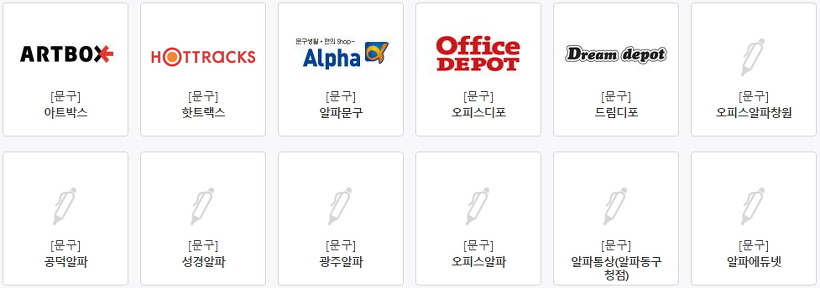 ARTBOX
[문구]
아트박스
HOTTRACKS
[문구]
핫트랙스
문구생활+편의 Shop
Alpha
[문구]
알파문구
Office
DEPOT
[문구]
오피스디포
Dream depot
[문구]
드림디포
[문구]
오피스알파창원
[문구]
공덕알파
[문구]
성경알파
[문구]
광주알파
[문구]
오피스알파
[문구]
알파통상(알파동구
청점)
[문구]
알파에듀넷